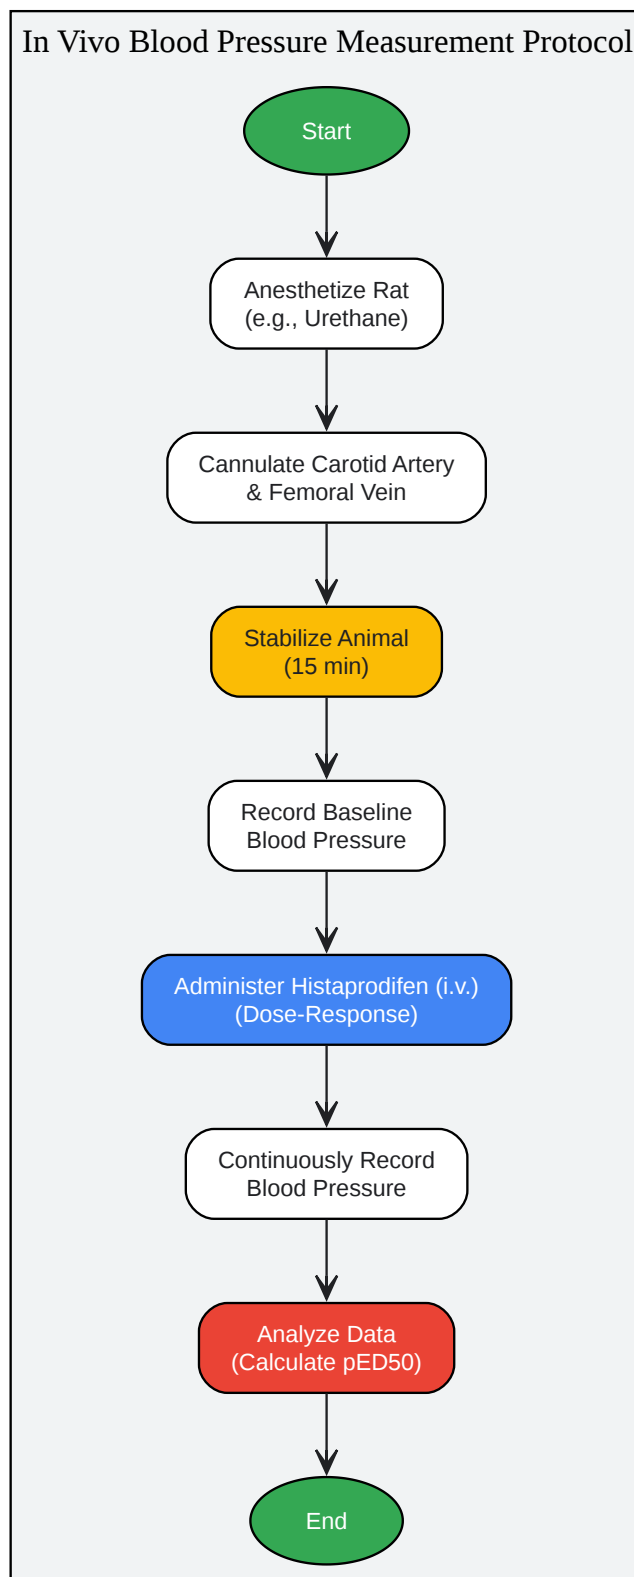 In Vivo Blood Pressure Measurement Protocol
Start
Anesthetize Rat
(e.g., Urethane)
Cannulate Carotid Artery
& Femoral Vein
Stabilize Animal
(15 min)
Record Baseline
Blood Pressure
Administer Histaprodifen (i.v.)
(Dose-Response)
Continuously Record
Blood Pressure
Analyze Data
(Calculate pED50)
End